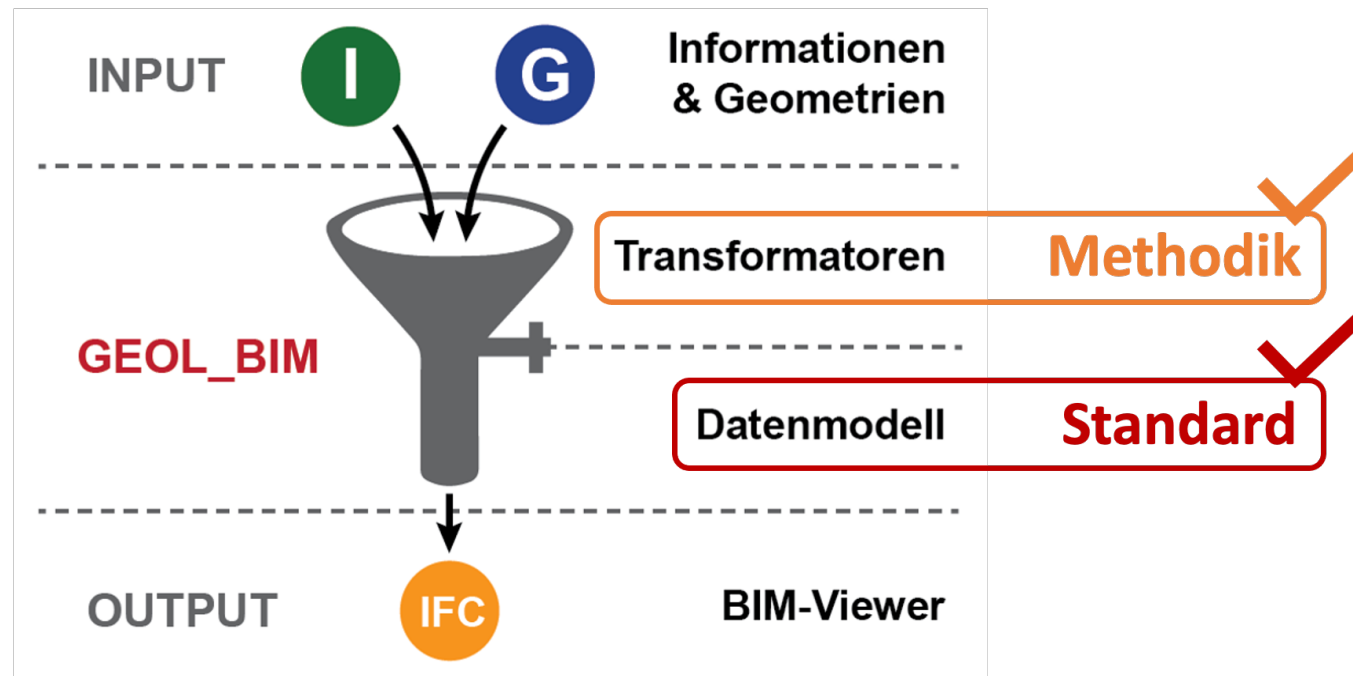 INPUT
I
G
Informationen
& Geometrien
Transformatoren
Methodik
GEOL_BIM
Datenmodell
Standard
OUTPUT
IFC
BIM-Viewer